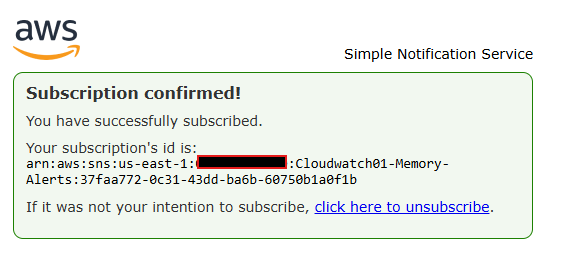 aws
Simple Notification Service
Subscription confirmed!
You have successfully subscribed.
Your subscription's id is:
arn:aws:sns:us-east-1: :Cloudwatch01-Memory-
Alerts:37faa772-0c31-43dd-ba6b-60750b1a0f1b
If it was not your intention to subscribe, click here to unsubscribe.